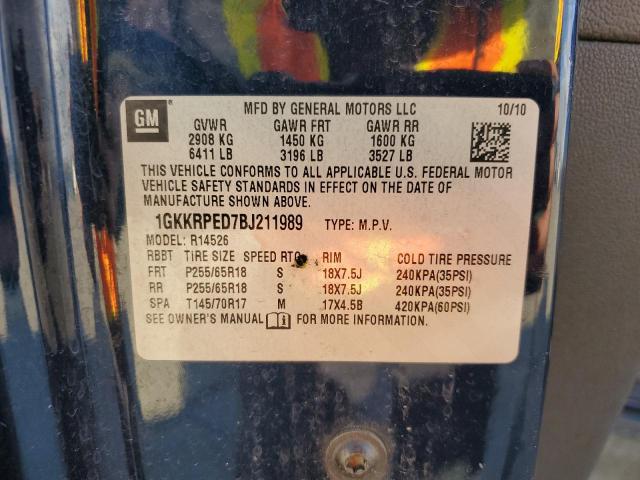 GM
MFD BY GENERAL MOTORS LLC 10/10
GVWR GAWR FRT GAWR RR
2908 KG 1450 KG 1600 KG
6411 LB 3196 LB 3527 LB
THIS VEHICLE CONFORMS TO ALL APPLICABLE U.S. FEDERAL MOTOR
VEHICLE SAFETY STANDARDS IN EFFECT ON THE DATE OF
MANUFACTURE SHOWN ABOVE.
1GKKRPED7BJ211989 TYPE: M.P.V.
MODEL: R14526
RBBT TIRE SIZE SPEED RTG RIM COLD TIRE PRESSURE
FRT P255/65R18 S 18X7.5J 240KPA(35PSI)
RR P255/65R18 S 18X7.5J 240KPA(35PSI)
SPA T145/70R17 M 17X4.5B 420KPA(60PSI)
SEE OWNER'S MANUAL FOR MORE INFORMATION.